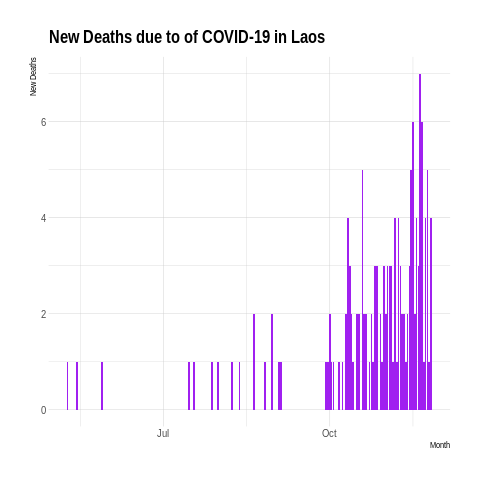 New Deaths due to of COVID-19 in Laos
New Deaths
6
4
2
0
Jul
Oct
Month